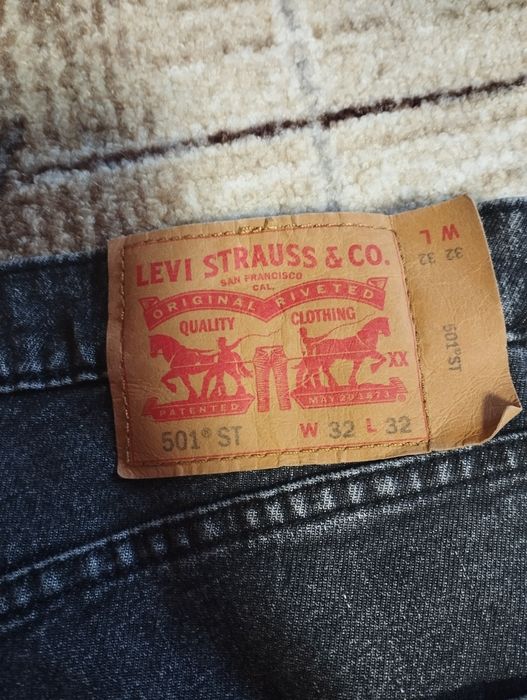 LEVI STRAUSS & CO.
SAN FRANCISCO
CAL.
ORIGINAL RIVETED
QUALITY CLOTHING
XX
PATENTED MAY 20 1873
501® ST W 32 L 32
W L
32 32
501®ST